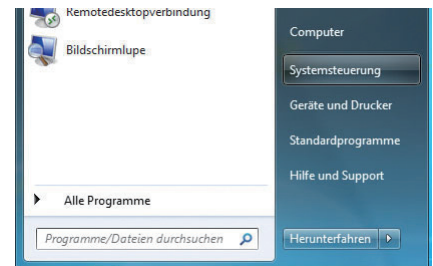 Remotedesktopverbindung
Bildschirmlupe
Alle Programme
Programme/Dateien durchsuchen
Computer
Systemsteuerung
Geräte und Drucker
Standardprogramme
Hilfe und Support
Herunterfahren